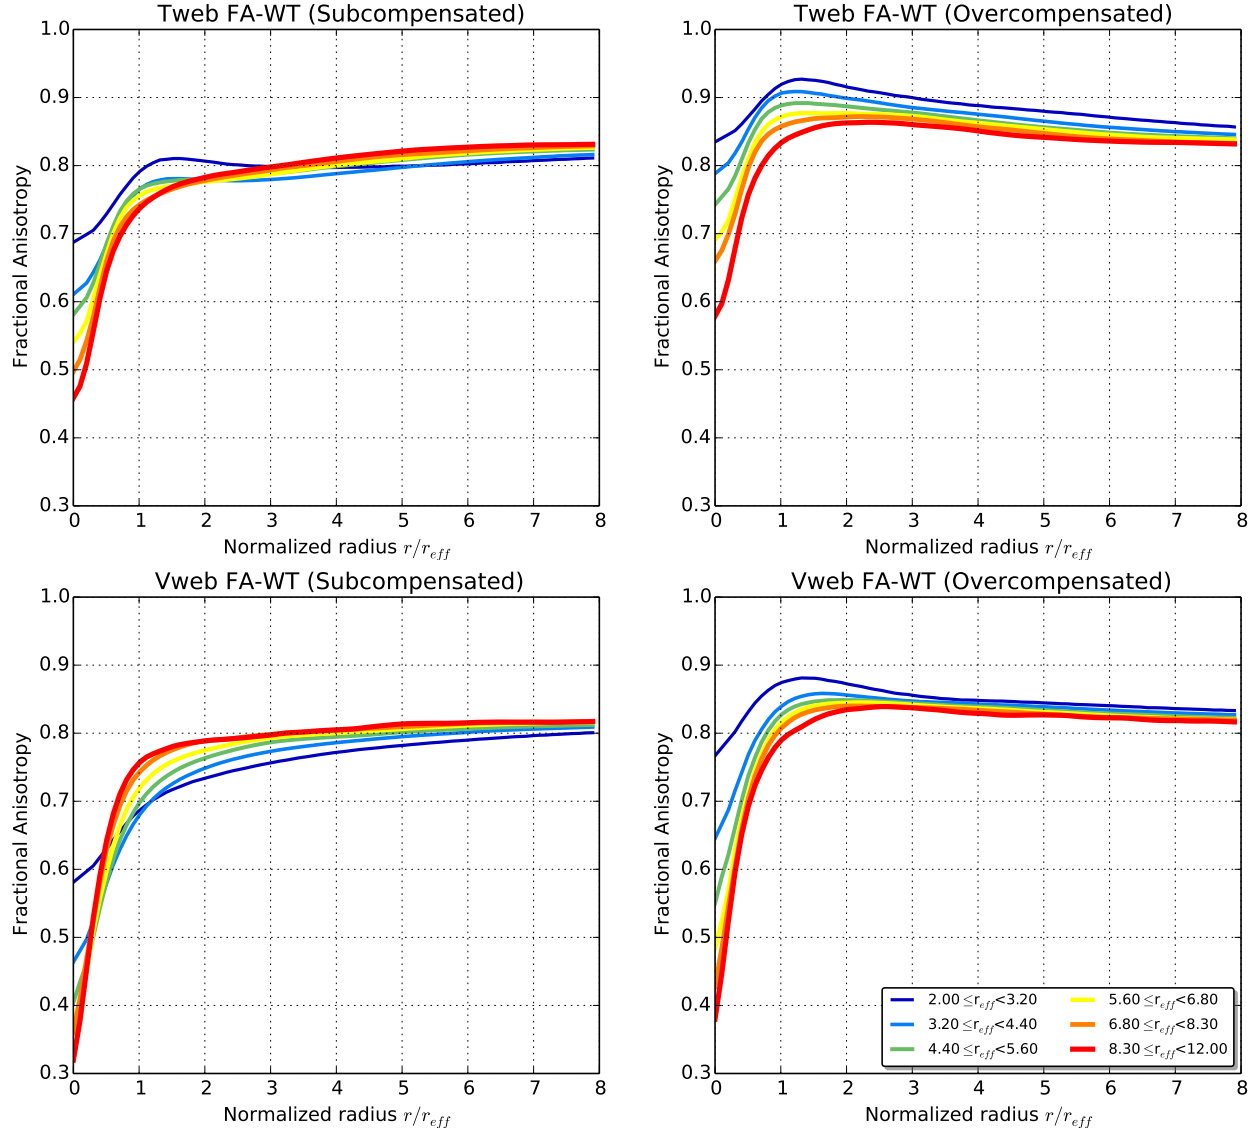 Tweb FA-WT (Subcompensated)
1.0
0.9
0.8
0.7
0.6
0.5
0.4
0.3
Fractional Anisotropy
0 1 2 3 4 5 6 7 8
Normalized radius r/r_eff
Tweb FA-WT (Overcompensated)
1.0
0.9
0.8
0.7
0.6
0.5
0.4
0.3
Fractional Anisotropy
0 1 2 3 4 5 6 7 8
Normalized radius r/r_eff
Vweb FA-WT (Subcompensated)
1.0
0.9
0.8
0.7
0.6
0.5
0.4
0.3
Fractional Anisotropy
0 1 2 3 4 5 6 7 8
Normalized radius r/r_eff
Vweb FA-WT (Overcompensated)
1.0
0.9
0.8
0.7
0.6
0.5
0.4
0.3
Fractional Anisotropy
2.00 ≤r_eff<3.20
3.20 ≤r_eff<4.40
4.40 ≤r_eff<5.60
5.60 ≤r_eff<6.80
6.80 ≤r_eff<8.30
8.30 ≤r_eff<12.00
0 1 2 3 4 5 6 7 8
Normalized radius r/r_eff